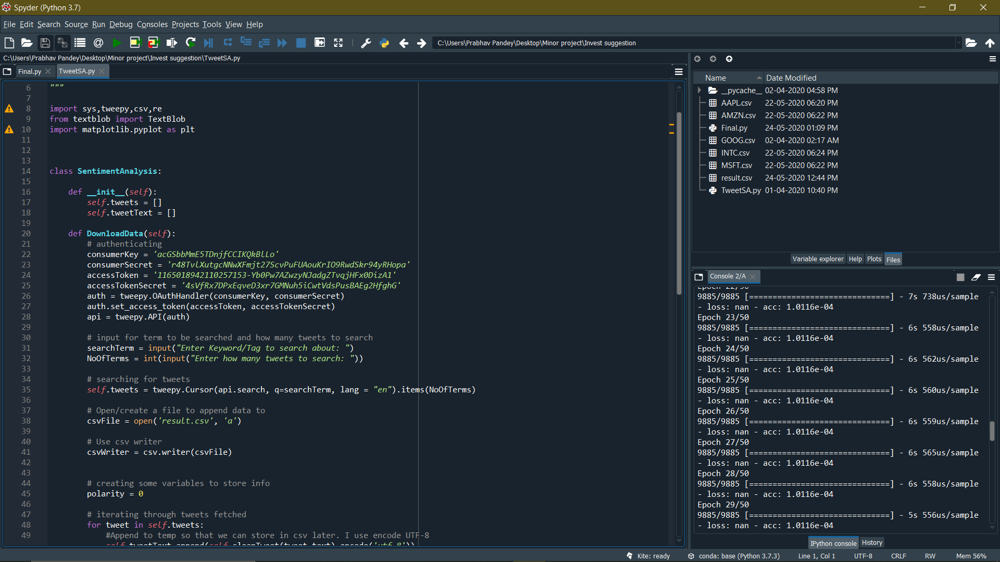 Spyder (Python 3.7)
File Edit Search Source Run Debug Consoles Projects Tools View Help
C:\Users\Prabhav Pandey\Desktop\Minor project\Invest suggestion
C:\Users\Prabhav Pandey\Desktop\Minor project\Invest suggestion\TweetSA.py
Final.py TweetSA.py
6 """
7
8 import sys,tweepy,csv,re
9 from textblob import TextBlob
10 import matplotlib.pyplot as plt
11
12
13
14 class SentimentAnalysis:
15
16 def __init__(self):
17 self.tweets = []
18 self.tweetText = []
19
20 def DownloadData(self):
21 # authenticating
22 consumerKey = 'acGSbbMmE5TDnjfCCIKQkBlLo'
23 consumerSecret = 'r48TvlXutgcNNwXFmjt27ScvPuFUAouKrIO9RwdSkr94yRHopa'
24 accessToken = '1165018942110257153-Yb0Pw7AZwzyNJadgZTvqjHFx0DizA1'
25 accessTokenSecret = '4sVfRx7DPxEqveD3xr7GMNuh5iCwtVdsPusBAEg2HfghG'
26 auth = tweepy.OAuthHandler(consumerKey, consumerSecret)
27 auth.set_access_token(accessToken, accessTokenSecret)
28 api = tweepy.API(auth)
29
30 # input for term to be searched and how many tweets to search
31 searchTerm = input("Enter Keyword/Tag to search about: ")
32 NoOfTerms = int(input("Enter how many tweets to search: "))
33
34 # searching for tweets
35 self.tweets = tweepy.Cursor(api.search, q=searchTerm, lang = "en").items(NoOfTerms)
36
37 # Open/create a file to append data to
38 csvFile = open('result.csv', 'a')
39
40 # Use csv writer
41 csvWriter = csv.writer(csvFile)
42
43
44 # creating some variables to store info
45 polarity = 0
46
47 # iterating through tweets fetched
48 for tweet in self.tweets:
49 #Append to temp so that we can store in csv later. I use encode UTF-8
self.tweetText.append(self.cleanTweet(tweet.text).encode('utf-8'))
Name Date Modified
__pycache__ 02-04-2020 04:58 PM
AAPL.csv 22-05-2020 06:20 PM
AMZN.csv 22-05-2020 06:22 PM
Final.py 24-05-2020 01:09 PM
GOOG.csv 02-04-2020 02:17 AM
INTC.csv 22-05-2020 06:24 PM
MSFT.csv 22-05-2020 06:22 PM
result.csv 24-05-2020 12:44 PM
TweetSA.py 01-04-2020 10:40 PM
Variable explorer Help Plots Files
Console 2/A
Epoch 22/50
9885/9885 [==============================] - 7s 738us/sample
- loss: nan - acc: 1.0116e-04
Epoch 23/50
9885/9885 [==============================] - 6s 558us/sample
- loss: nan - acc: 1.0116e-04
Epoch 24/50
9885/9885 [==============================] - 6s 562us/sample
- loss: nan - acc: 1.0116e-04
Epoch 25/50
9885/9885 [==============================] - 6s 560us/sample
- loss: nan - acc: 1.0116e-04
Epoch 26/50
9885/9885 [==============================] - 6s 559us/sample
- loss: nan - acc: 1.0116e-04
Epoch 27/50
9885/9885 [==============================] - 6s 565us/sample
- loss: nan - acc: 1.0116e-04
Epoch 28/50
9885/9885 [==============================] - 6s 558us/sample
- loss: nan - acc: 1.0116e-04
Epoch 29/50
9885/9885 [==============================] - 5s 556us/sample
- loss: nan - acc: 1.0116e-04
IPython console History
Kite: ready conda: base (Python 3.7.3) Line 1, Col 1 UTF-8 CRLF RW Mem 56%